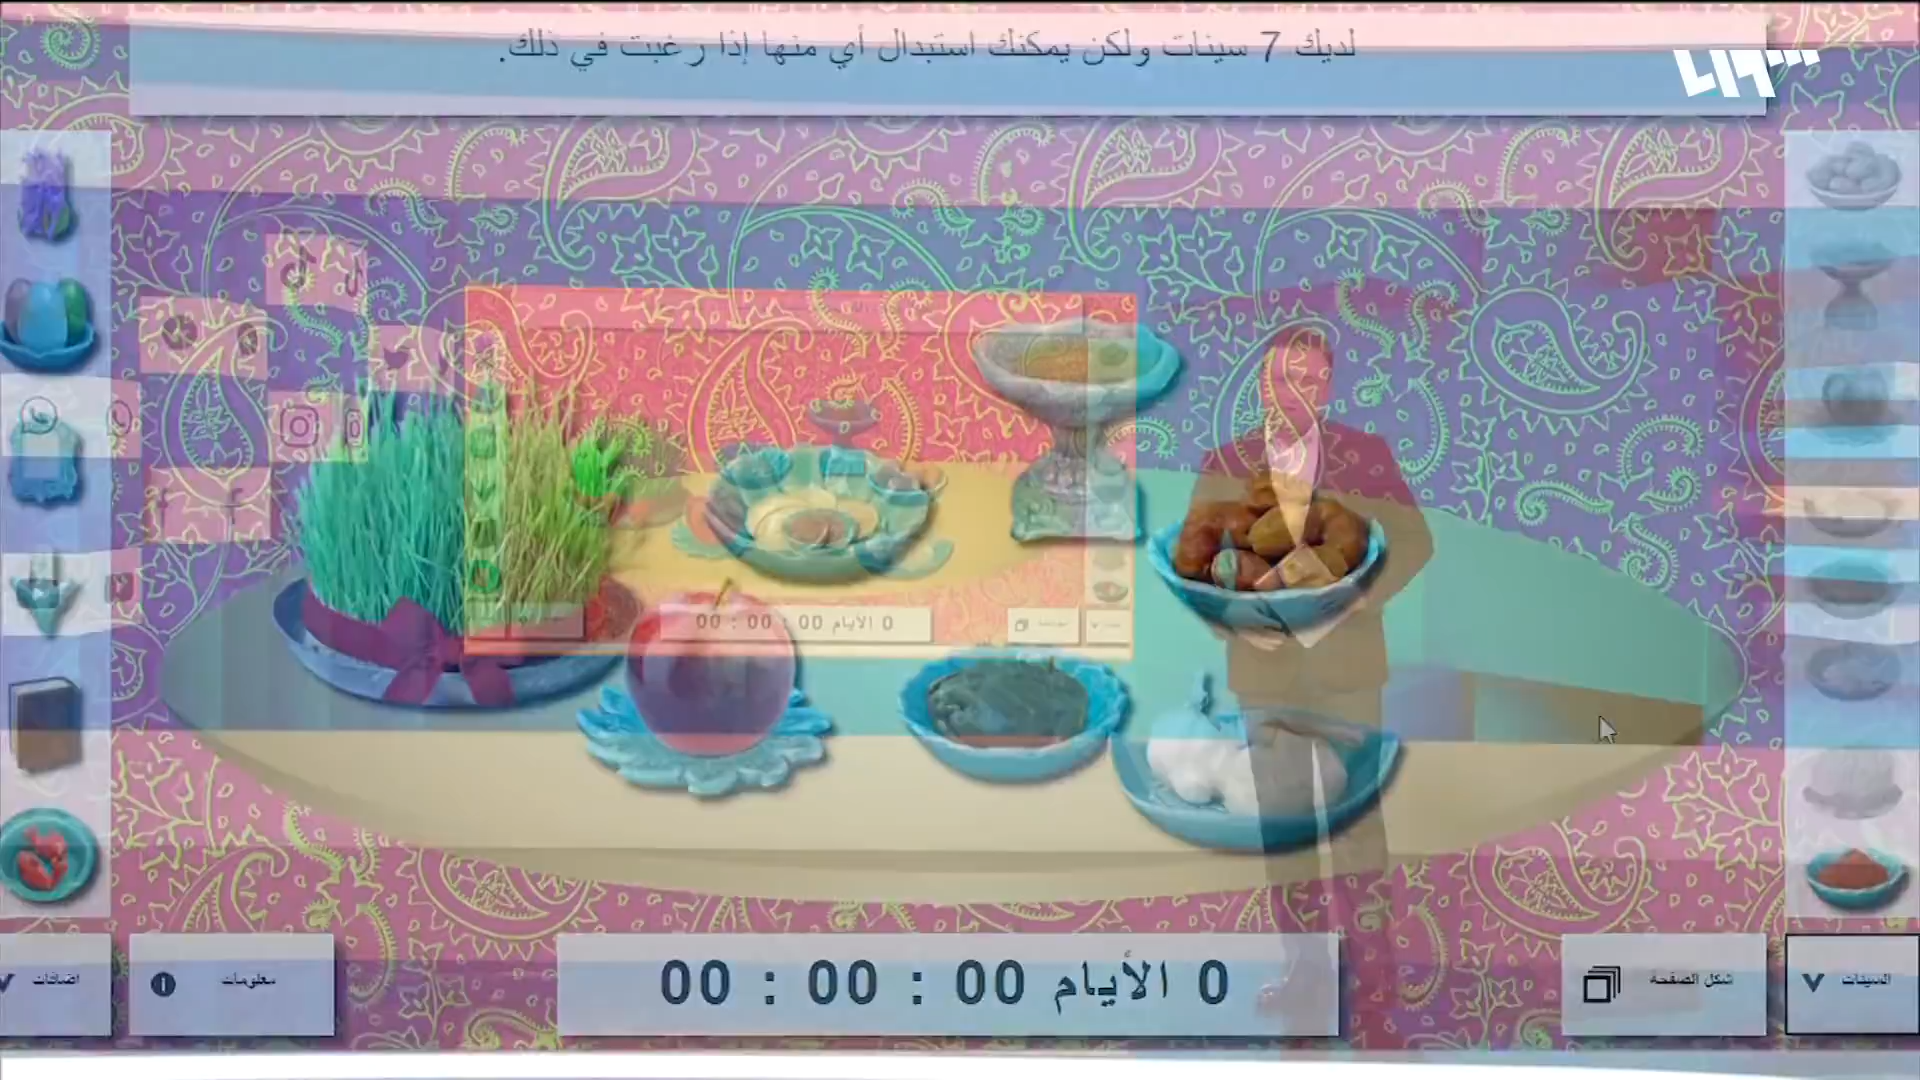 لديك 7 سينات ولكن يمكنك استبدال أي منها إذا رغبت في ذلك.
0 الأيام 00 : 00 : 00
السينات
شكل الصفحة
0 الأيام 00 : 00 : 00
معلومات
اضافات